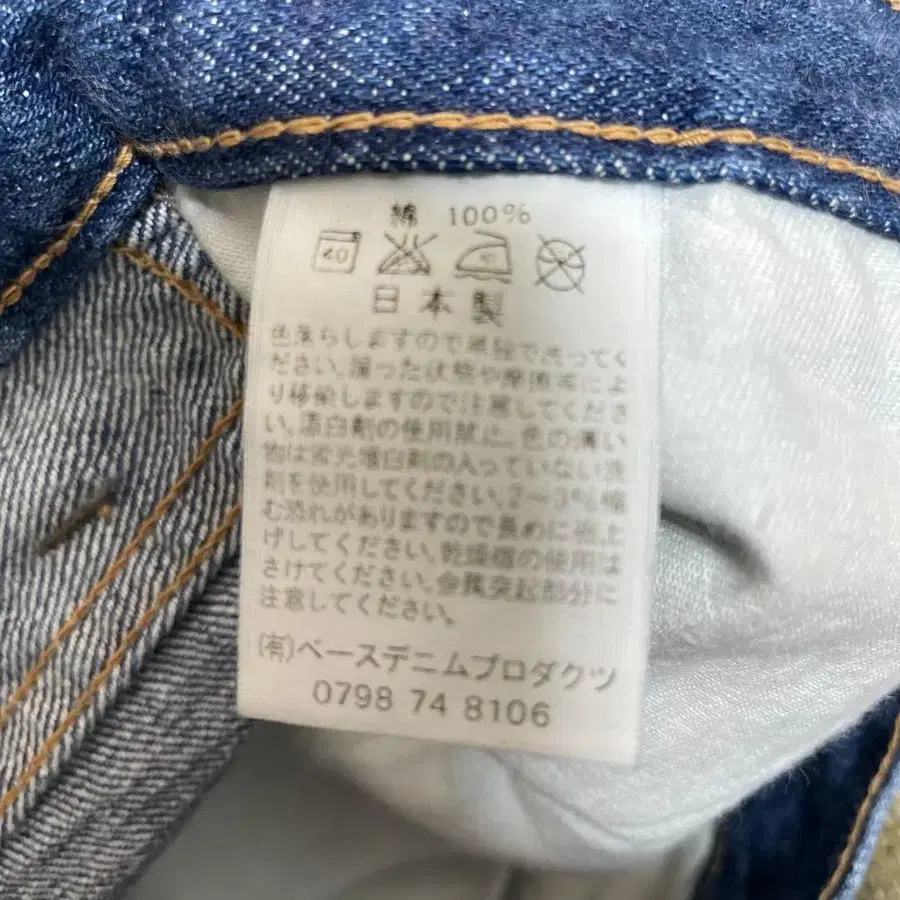 綿 100%
40
日本製
色落ちしますので単独で洗ってく
ださい。湿った状態や摩擦等によ
り移染しますので注意してくださ
い。漂白剤の使用禁止。色の薄い
物は蛍光増白剤の入っていない洗
剤を使用してください。2〜3%縮
む恐れがありますので長めに裾上
げしてください。乾燥機の使用は
さけてください。金属突起部分に
注意してください。
(有)ベースデニムプロダクツ
0798 74 8106